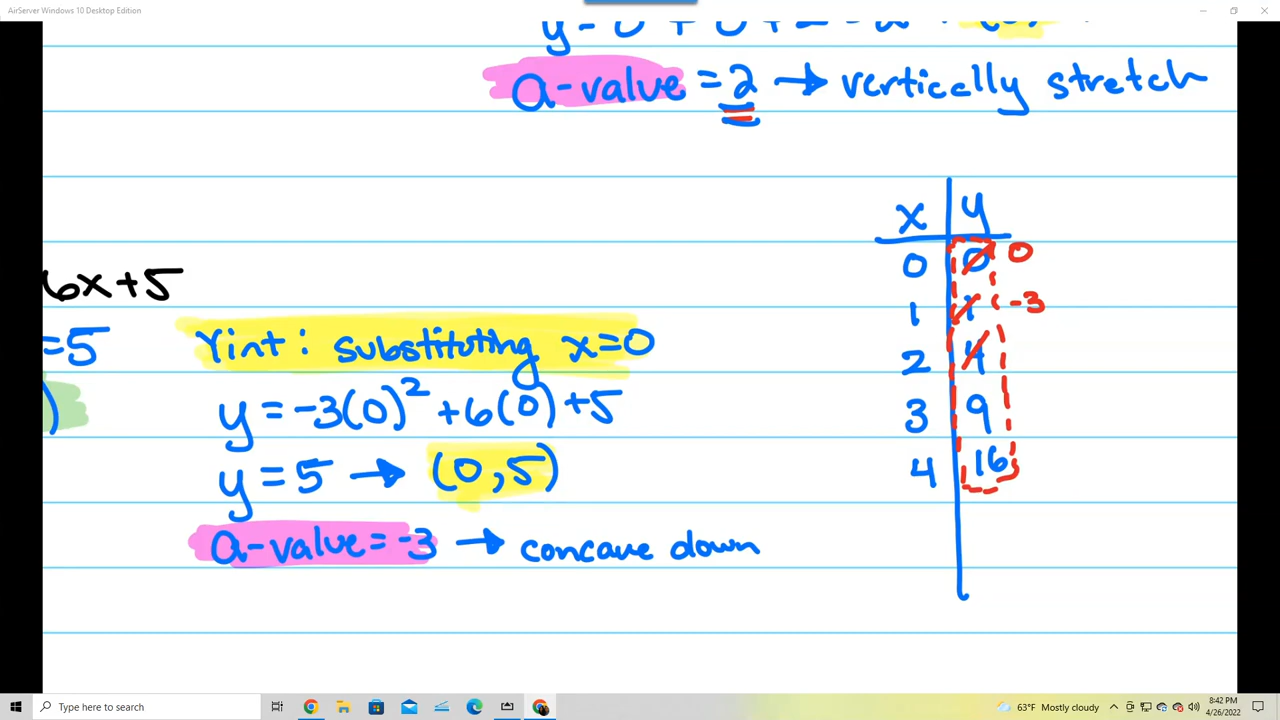 AirServer Windows 10 Desktop Edition
a-value = 2 → vertically stretch
x y
0 0 0
1 1 -3
2 4
3 9
4 16
6x+5
=5
)
Yint: substituting x=0
y = -3(0)² +6(0) +5
y = 5 → (0,5)
a-value = -3 → concave down
Type here to search
63°F Mostly cloudy
8:42 PM
4/26/2022